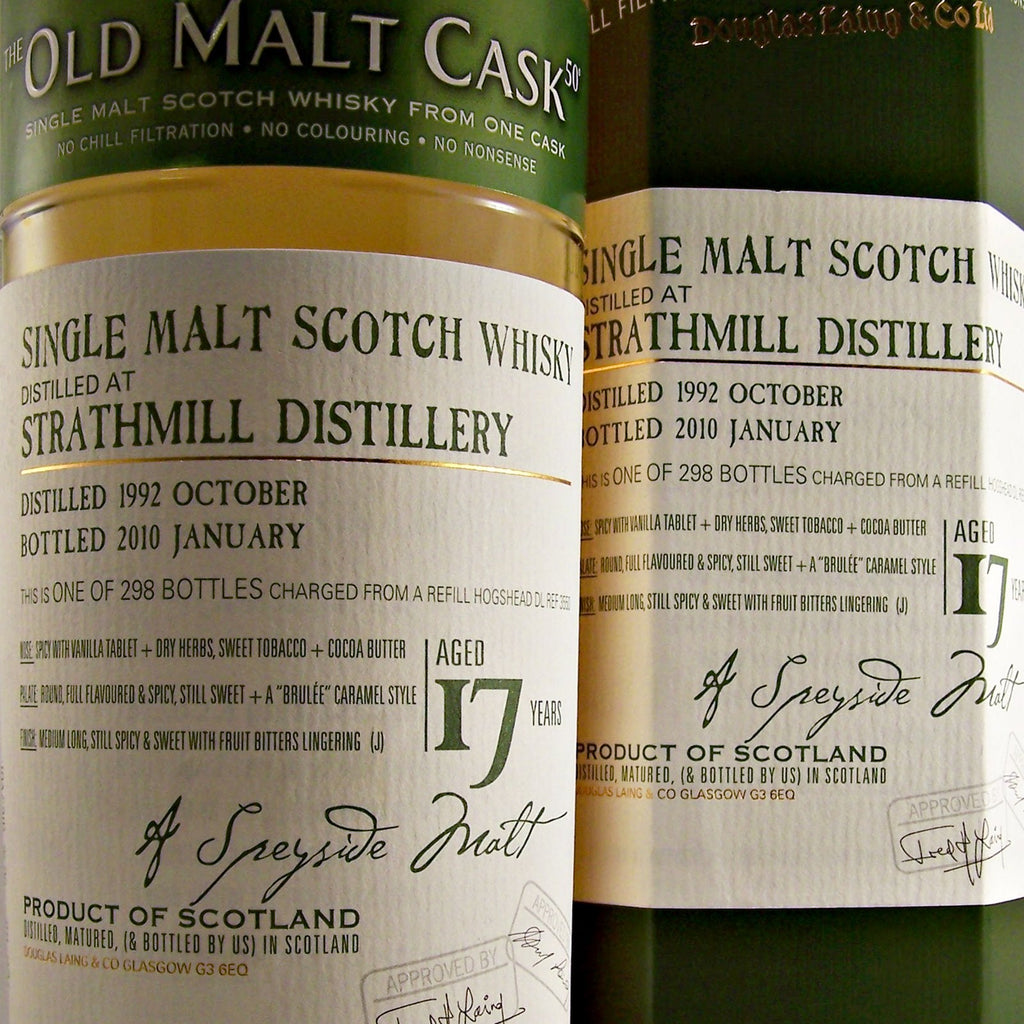 THE OLD MALT CASK 50°
SINGLE MALT SCOTCH WHISKY FROM ONE CASK
NO CHILL FILTRATION • NO COLOURING • NO NONSENSE
SINGLE MALT SCOTCH WHISKY
DISTILLED AT
STRATHMILL DISTILLERY
DISTILLED 1992 OCTOBER
BOTTLED 2010 JANUARY
THIS IS ONE OF 298 BOTTLES CHARGED FROM A REFILL HOGSHEAD DL REF
NOSE: SPICY WITH VANILLA TABLET + DRY HERBS, SWEET TOBACCO + COCOA BUTTER
PALATE: ROUND, FULL FLAVOURED & SPICY, STILL SWEET + A "BRULÉE" CARAMEL STYLE
FINISH: MEDIUM LONG, STILL SPICY & SWEET WITH FRUIT BITTERS LINGERING (J)
AGED
17 YEARS
A Speyside Malt
PRODUCT OF SCOTLAND
DISTILLED, MATURED, (& BOTTLED BY US) IN SCOTLAND
DOUGLAS LAING & CO GLASGOW G3 6EQ
APPROVED BY
Fred H Laing
Douglas Laing & Co Ltd
SINGLE MALT SCOTCH WHISK
DISTILLED AT
STRATHMILL DISTILLERY
DISTILLED 1992 OCTOBER
BOTTLED 2010 JANUARY
THIS IS ONE OF 298 BOTTLES CHARGED FROM A REFILL HOGSHEAD
SPICY WITH VANILLA TABLET + DRY HERBS, SWEET TOBACCO + COCOA BUTTER
PALATE: ROUND, FULL FLAVOURED & SPICY, STILL SWEET + A "BRULÉE" CARAMEL STYLE
MEDIUM LONG, STILL SPICY & SWEET WITH FRUIT BITTERS LINGERING (J)
AGED
17 YEAR
A Speyside Malt
PRODUCT OF SCOTLAND
DISTILLED, MATURED, (& BOTTLED BY US) IN SCOTLAND
DOUGLAS LAING & CO GLASGOW G3 6EQ
APPROVED
Fred H Laing